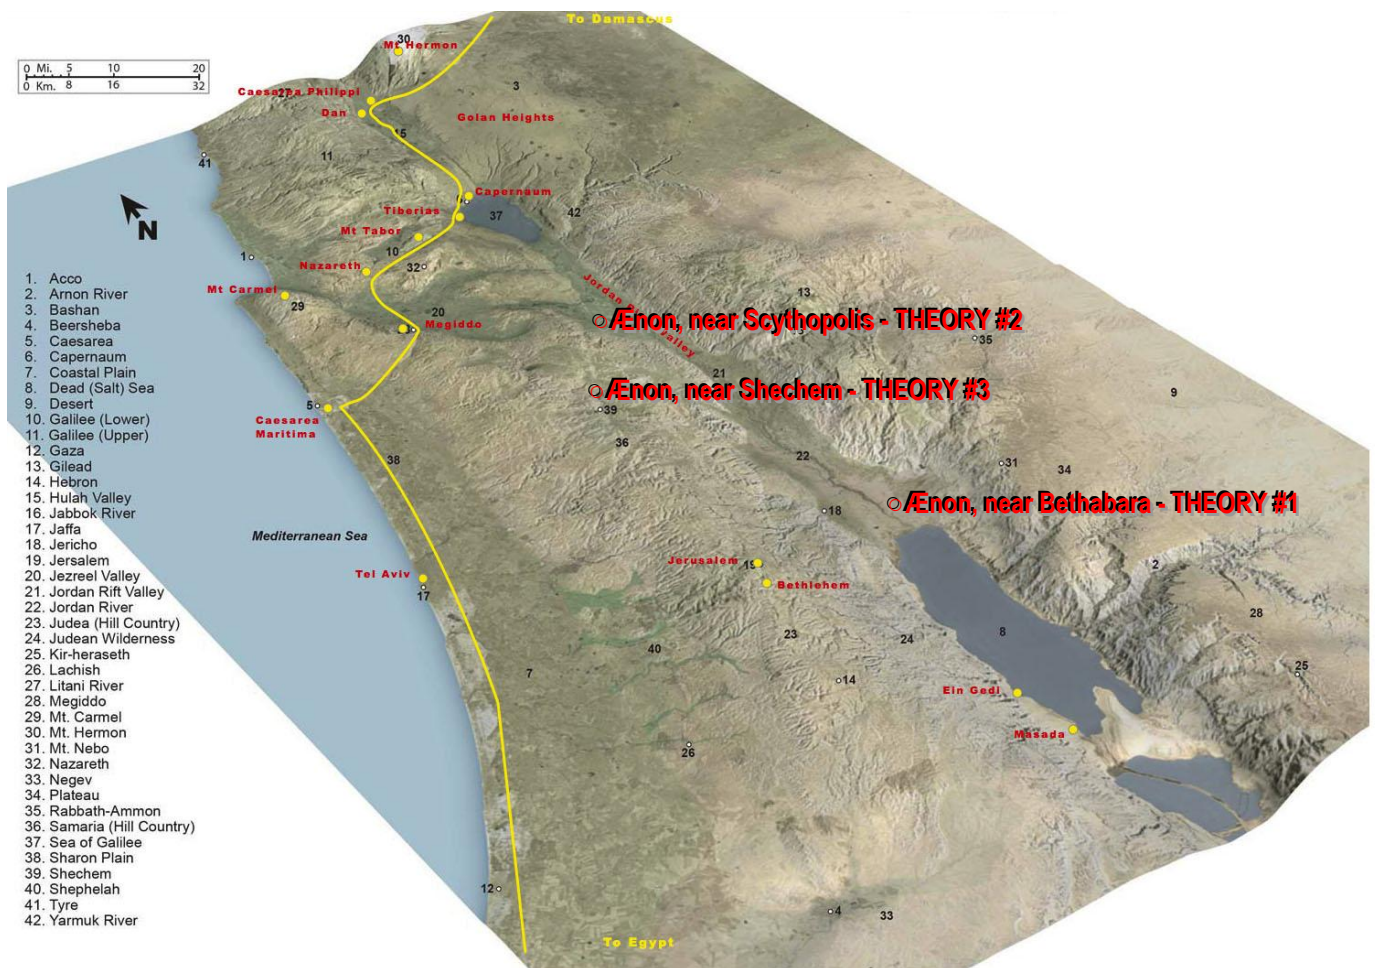 To Damascus
30
Mt Hermon
0 Mi. 5 10 20
0 Km. 8 16 32
Caesarea Philippi
27
3
Dan
Golan Heights
15
11
41
Capernaum
Tiberias
37
42
Mt Tabor
N
10
1
Nazareth
32
Mt Carmel
29
20
13
Megiddo
Ænon, near Scythopolis - THEORY #2
35
Valley
21
Ænon, near Shechem - THEORY #3
9
5
39
Caesarea
Maritima
36
38
22
31
34
Ænon, near Bethabara - THEORY #1
18
Mediterranean Sea
Jerusalem
19
2
Tel Aviv
Bethlehem
17
28
23
24
8
40
7
25
14
Ein Gedi
Masada
26
12
4
33
To Egypt
1. Acco
2. Arnon River
3. Bashan
4. Beersheba
5. Caesarea
6. Capernaum
7. Coastal Plain
8. Dead (Salt) Sea
9. Desert
10. Galilee (Lower)
11. Galilee (Upper)
12. Gaza
13. Gilead
14. Hebron
15. Hulah Valley
16. Jabbok River
17. Jaffa
18. Jericho
19. Jersalem
20. Jezreel Valley
21. Jordan Rift Valley
22. Jordan River
23. Judea (Hill Country)
24. Judean Wilderness
25. Kir-heraseth
26. Lachish
27. Litani River
28. Megiddo
29. Mt. Carmel
30. Mt. Hermon
31. Mt. Nebo
32. Nazareth
33. Negev
34. Plateau
35. Rabbath-Ammon
36. Samaria (Hill Country)
37. Sea of Galilee
38. Sharon Plain
39. Shechem
40. Shephelah
41. Tyre
42. Yarmuk River